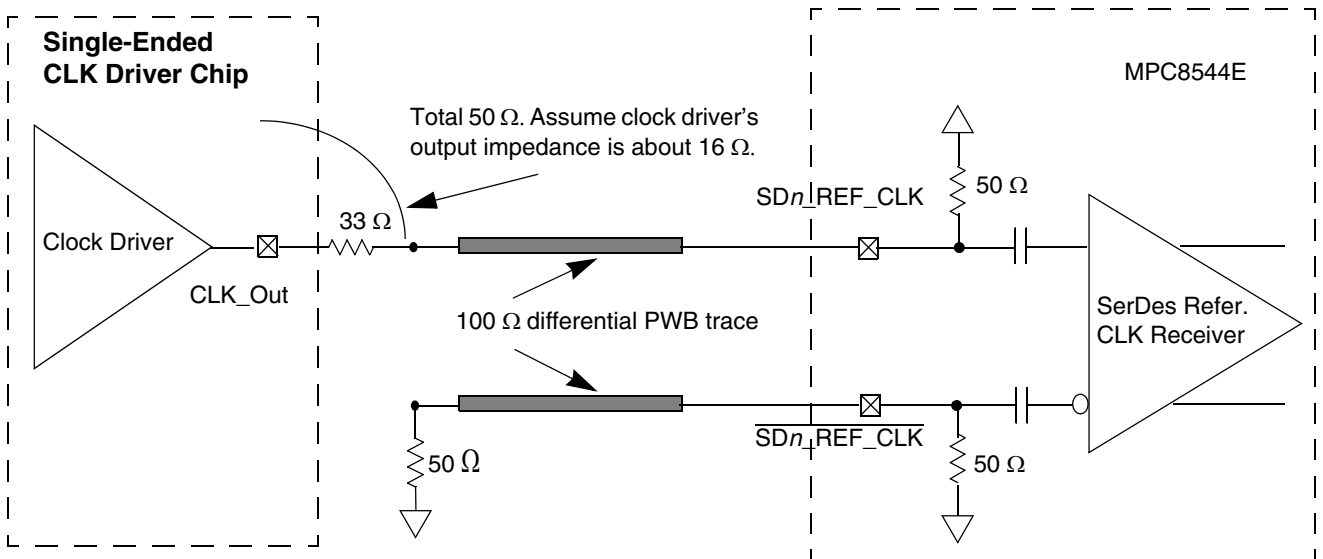 Single-Ended
CLK Driver Chip
MPC8544E
Total 50 Ω. Assume clock driver's
output impedance is about 16 Ω.
SDn_REF_CLK
50 Ω
33 Ω
Clock Driver
CLK_Out
100 Ω differential PWB trace
SerDes Refer.
CLK Receiver
SDn_REF_CLK
50 Ω
50 Ω